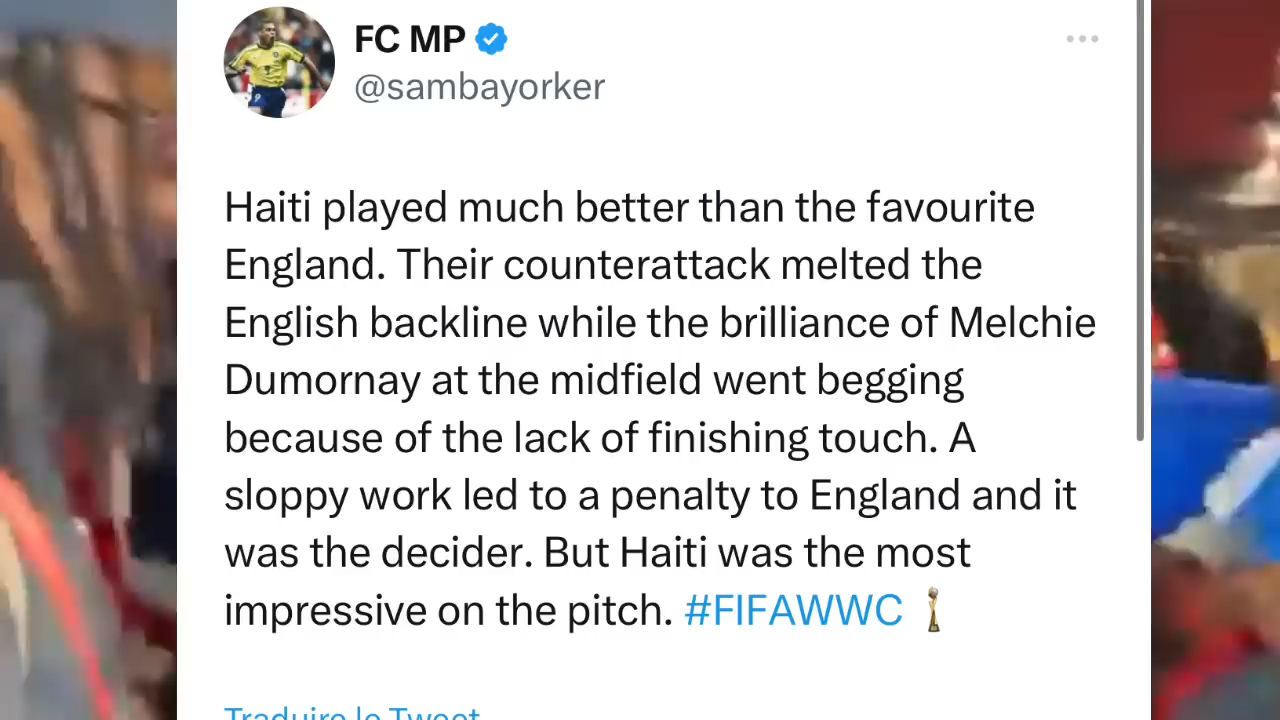 FC MP
@sambayorker
Haiti played much better than the favourite
England. Their counterattack melted the
English backline while the brilliance of Melchie
Dumornay at the midfield went begging
because of the lack of finishing touch. A
sloppy work led to a penalty to England and it
was the decider. But Haiti was the most
impressive on the pitch. #FIFAWWC
Traduire le Tweet